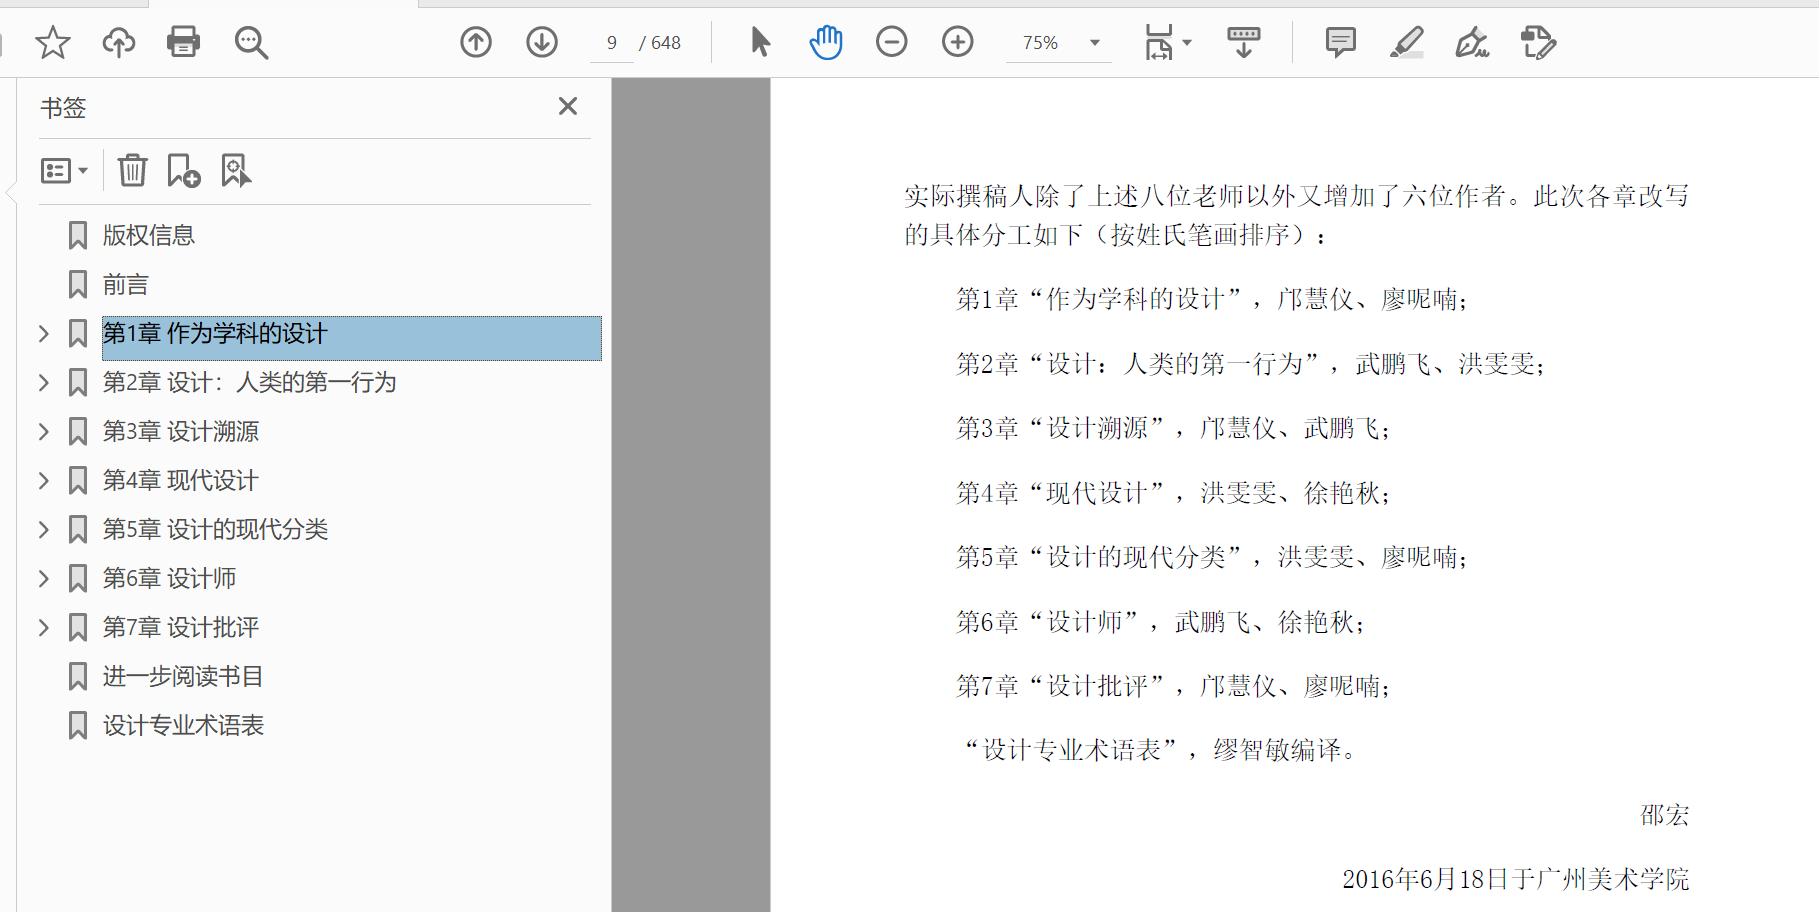 9 / 648
75%
书签
版权信息
前言
第1章 作为学科的设计
第2章 设计：人类的第一行为
第3章 设计溯源
第4章 现代设计
第5章 设计的现代分类
第6章 设计师
第7章 设计批评
进一步阅读书目
设计专业术语表
实际撰稿人除了上述八位老师以外又增加了六位作者。此次各章改写
的具体分工如下（按姓氏笔画排序）：
第1章“作为学科的设计”，邝慧仪、廖呢喃；
第2章“设计：人类的第一行为”，武鹏飞、洪雯雯；
第3章“设计溯源”，邝慧仪、武鹏飞；
第4章“现代设计”，洪雯雯、徐艳秋；
第5章“设计的现代分类”，洪雯雯、廖呢喃；
第6章“设计师”，武鹏飞、徐艳秋；
第7章“设计批评”，邝慧仪、廖呢喃；
“设计专业术语表”，缪智敏编译。
邵宏
2016年6月18日于广州美术学院